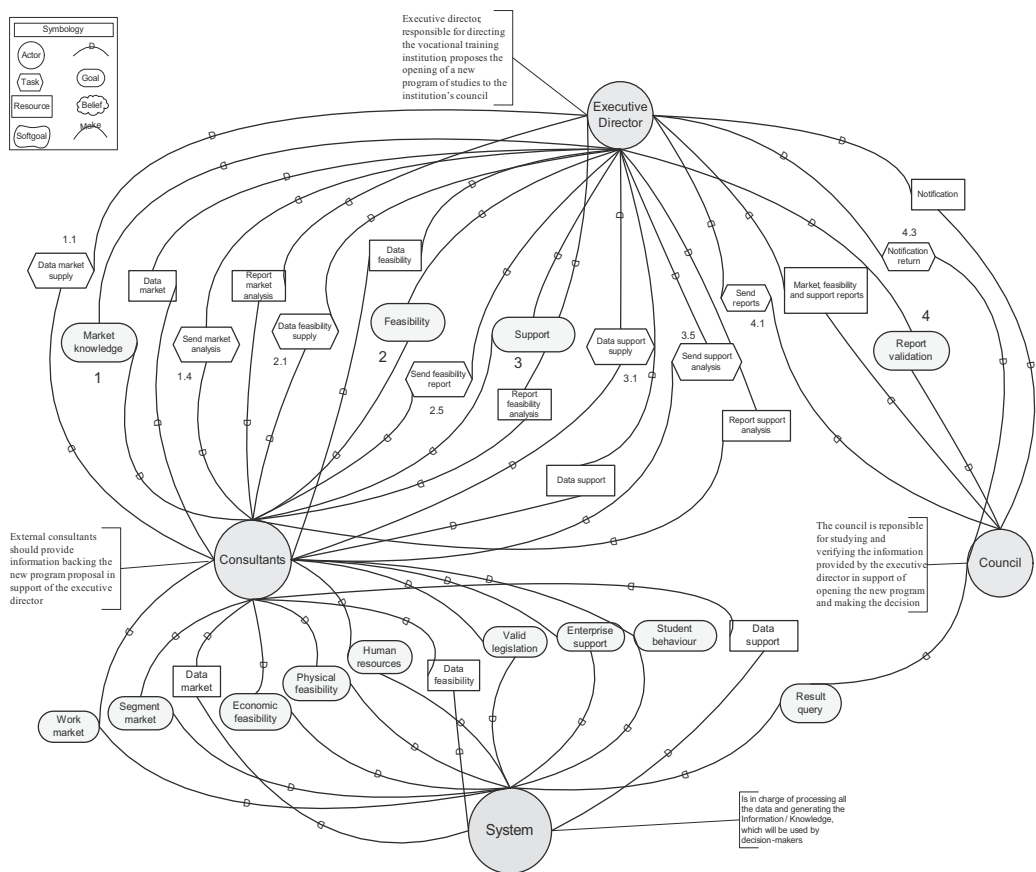 Symbology
D
Actor
Goal
Task
Resource
Belief
Softgoal
Make
Executive director,
responsible for directing
the vocational training
institution, proposes the
opening of a new
program of studies to the
institution's council
Executive
Director
Notification
1.1
Data market
supply
Data
market
Report
market
analysis
Data
feasibility
4.3
Notification
return
Market
knowledge
1
Send market
analysis
1.4
Data feasibility
supply
2.1
Feasibility
2
Send feasibility
report
2.5
Support
3
Report
feasibility
analysis
Data support
supply
3.1
3.5
Send support
analysis
Send
reports
4.1
Market, feasibility
and support reports
4
Report
validation
Report support
analysis
Data support
External consultants
should provide
information backing the
new program proposal in
support of the executive
director
Consultants
The council is reponsible
for studying and
verifying the information
provided by the executive
director in support of
opening the new program
and making the decision
Council
Work
market
Segment
market
Data
market
Economic
feasibility
Physical
feasibility
Human
resources
Data
feasibility
Valid
legislation
Enterprise
support
Student
behaviour
Data
support
Result
query
System
Is in charge of processing all
the data and generating the
Information / Knowledge,
which will be used by
decision-makers